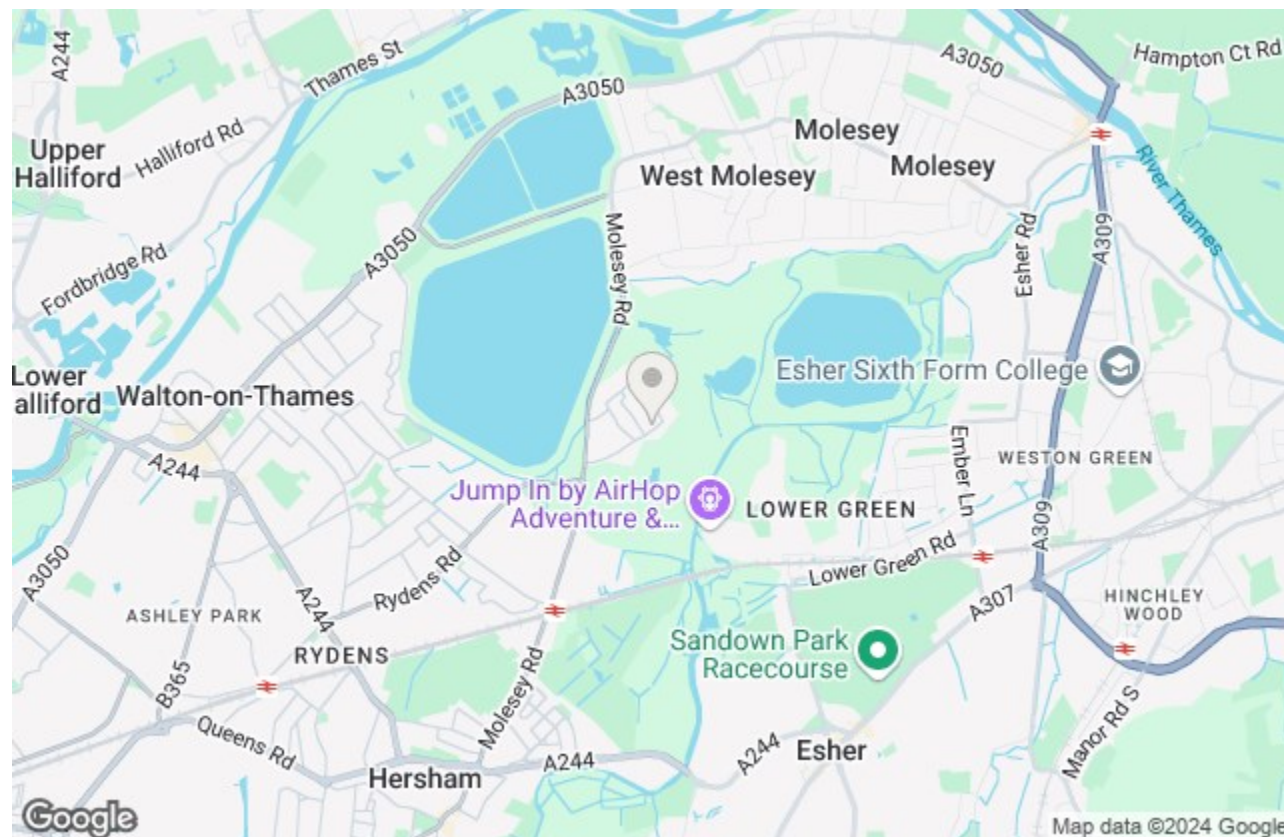 A244
Thames St
A3050
A3050
Hampton Ct Rd
Upper
Halliford
Halliford Rd
Molesey
West Molesey
Molesey
River Thames
A3050
Fordbridge Rd
Molesey Rd
Esher Rd
A309
Lower
alliford
Walton-on-Thames
Esher Sixth Form College
A244
Ember Ln
WESTON GREEN
Jump In by AirHop
Adventure &...
LOWER GREEN
A309
A3050
Rydens Rd
Lower Green Rd
A307
HINCHLEY
WOOD
ASHLEY PARK
A244
RYDENS
Sandown Park
Racecourse
B365
Queens Rd
Molesey Rd
Manor Rd S
Hersham
A244
A244
Esher
Google
Map data ©2024 Google